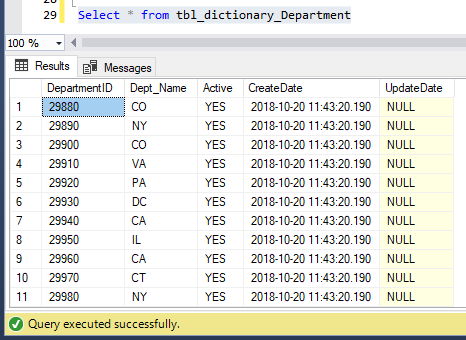 28
29 Select * from tbl_dictionary_Department
100 %
Results Messages
DepartmentID Dept_Name Active CreateDate UpdateDate
1 29880 CO YES 2018-10-20 11:43:20.190 NULL
2 29890 NY YES 2018-10-20 11:43:20.190 NULL
3 29900 CO YES 2018-10-20 11:43:20.190 NULL
4 29910 VA YES 2018-10-20 11:43:20.190 NULL
5 29920 PA YES 2018-10-20 11:43:20.190 NULL
6 29930 DC YES 2018-10-20 11:43:20.190 NULL
7 29940 CA YES 2018-10-20 11:43:20.190 NULL
8 29950 IL YES 2018-10-20 11:43:20.190 NULL
9 29960 CA YES 2018-10-20 11:43:20.190 NULL
10 29970 CT YES 2018-10-20 11:43:20.190 NULL
11 29980 NY YES 2018-10-20 11:43:20.190 NULL
Query executed successfully.